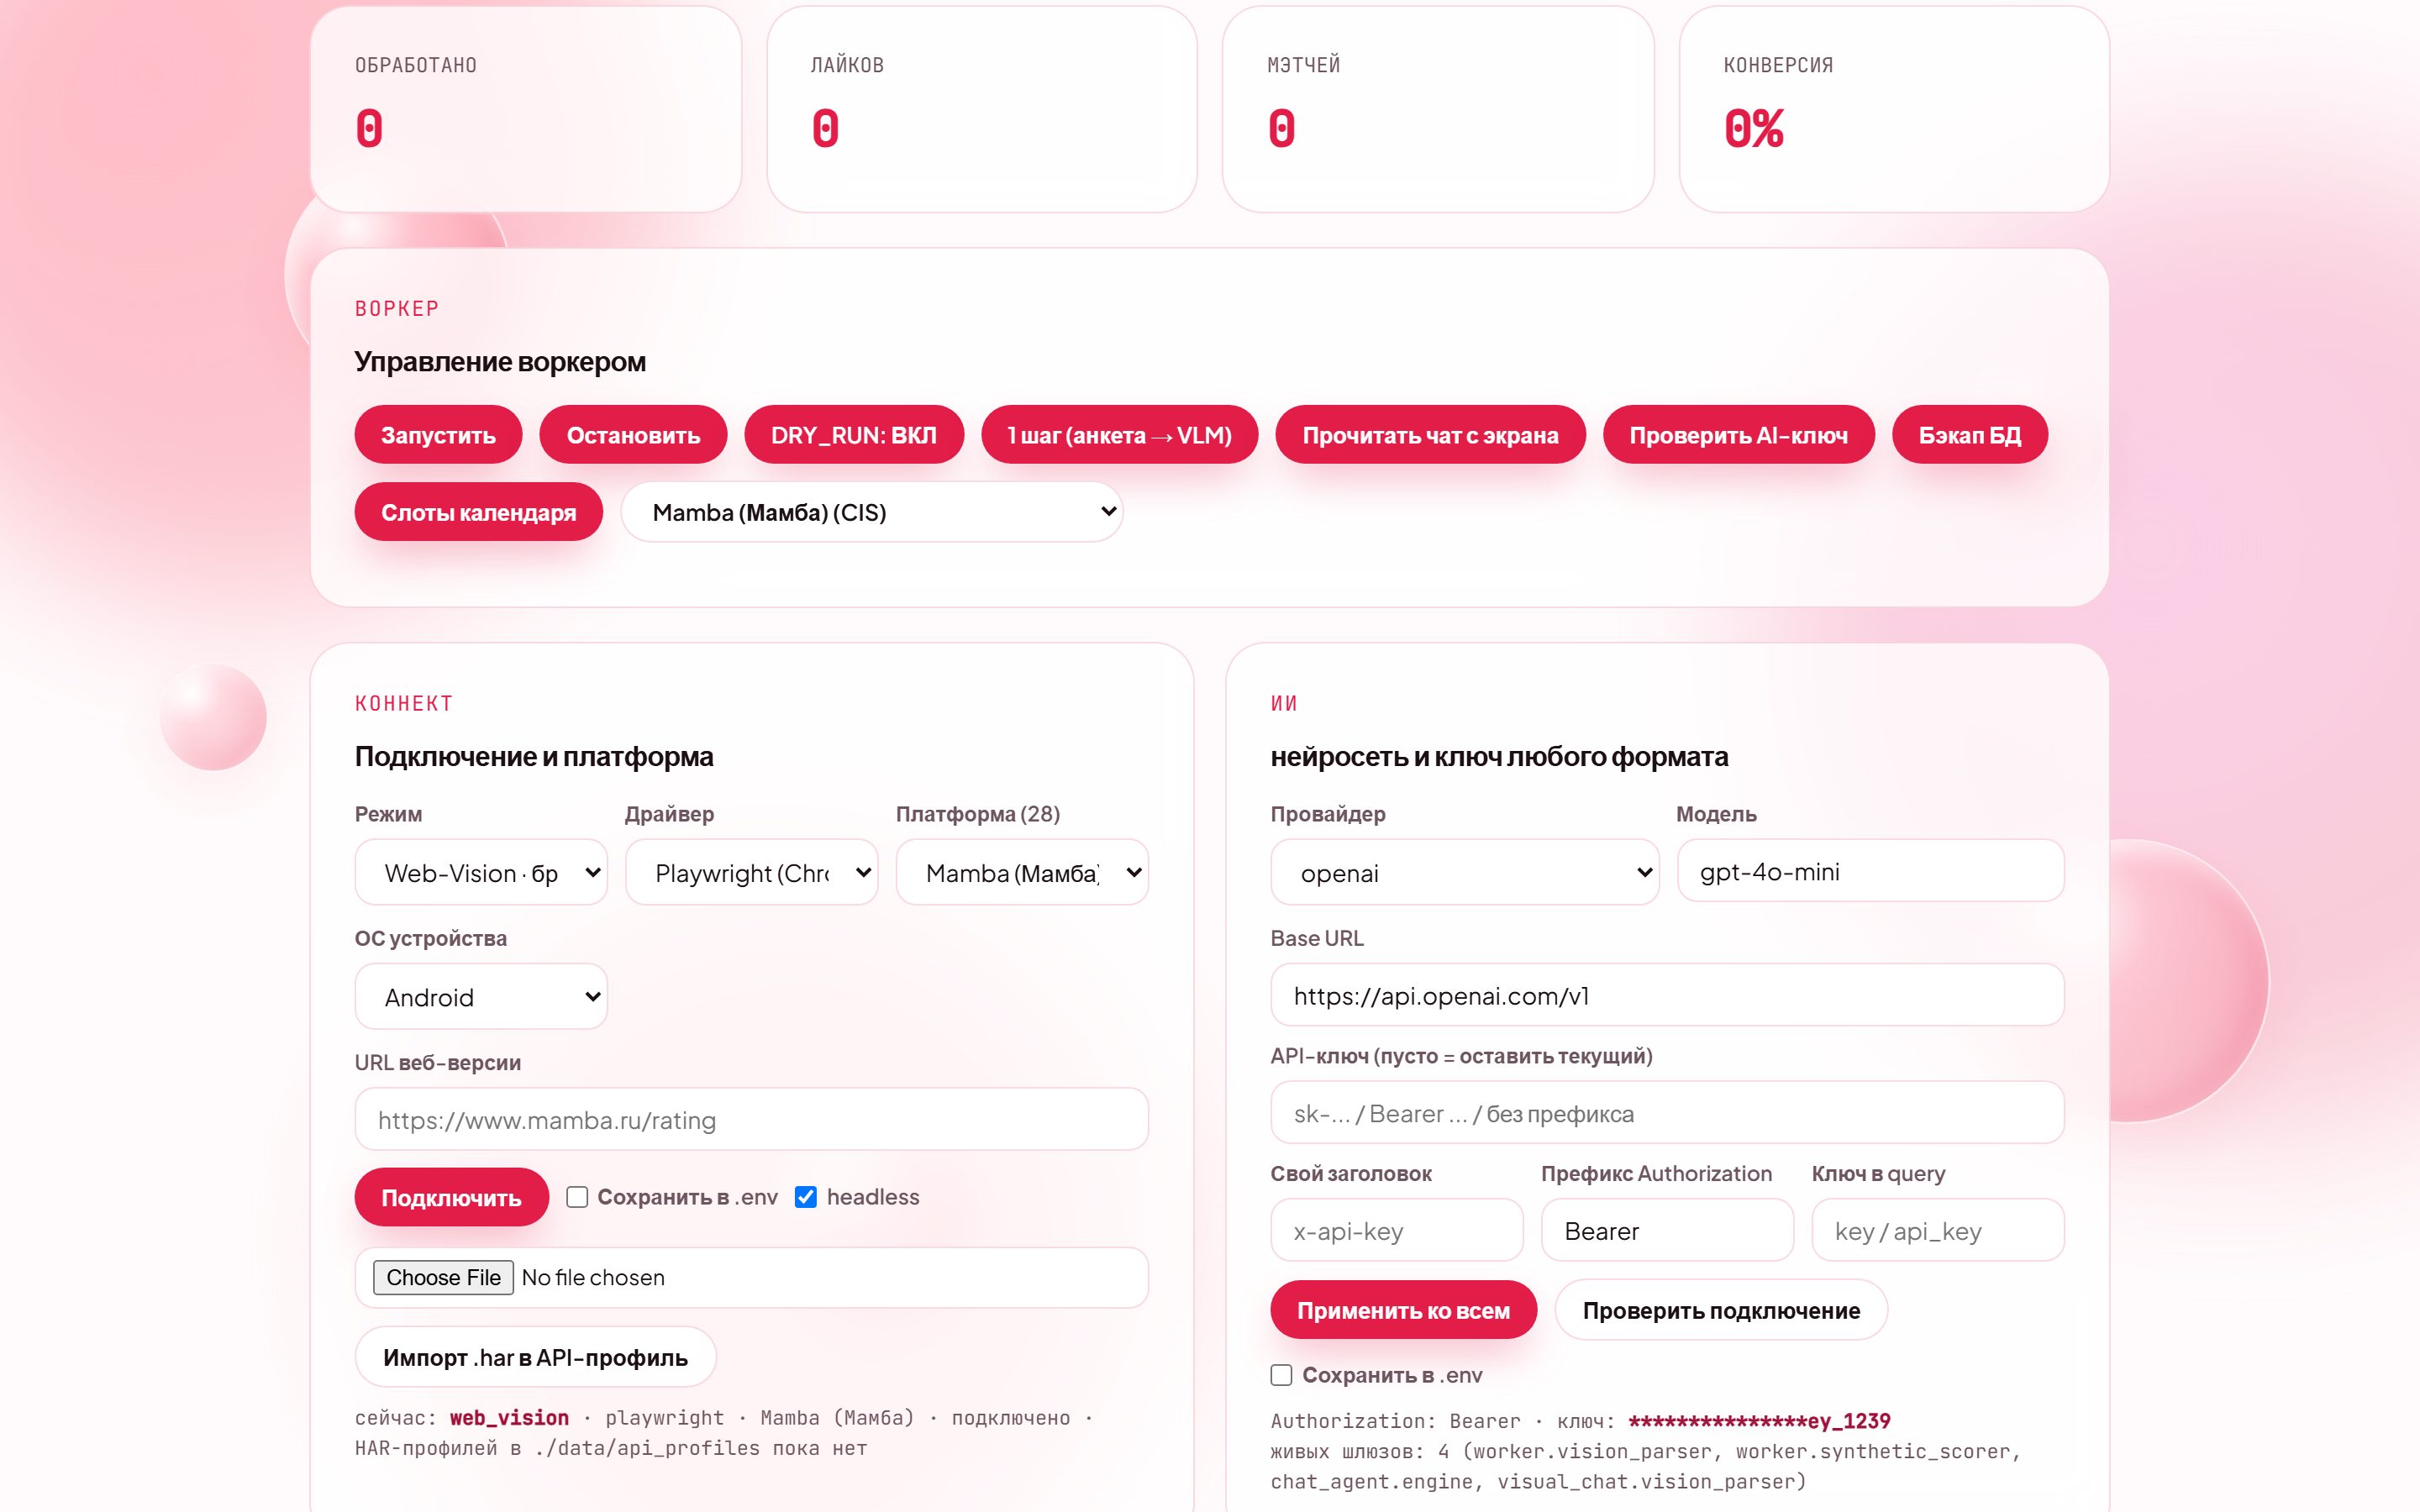 ОБРАБОТАНО
0
ЛАЙКОВ
0
МЭТЧЕЙ
0
КОНВЕРСИЯ
0%
ВОРКЕР
Управление воркером
Запустить
Остановить
DRY_RUN: ВКЛ
1 шаг (анкета → VLM)
Прочитать чат с экрана
Проверить AI-ключ
Бэкап БД
Слоты календаря
Mamba (Мамба) (CIS)
КОННЕКТ
Подключение и платформа
Режим
Драйвер
Платформа (28)
Web-Vision · бр
Playwright (Chr
Mamba (Мамба)
ОС устройства
Android
URL веб-версии
https://www.mamba.ru/rating
Подключить
Сохранить в .env
headless
Choose File No file chosen
Импорт .har в API-профиль
сейчас: web_vision · playwright · Mamba (Мамба) · подключено ·
HAR-профилей в ./data/api_profiles пока нет
ИИ
нейросеть и ключ любого формата
Провайдер
Модель
openai
gpt-4o-mini
Base URL
https://api.openai.com/v1
API-ключ (пусто = оставить текущий)
sk-... / Bearer ... / без префикса
Свой заголовок
Префикс Authorization
Ключ в query
x-api-key
Bearer
key / api_key
Применить ко всем
Проверить подключение
Сохранить в .env
Authorization: Bearer · ключ: ***************ey_1239
живых шлюзов: 4 (worker.vision_parser, worker.synthetic_scorer,
chat_agent.engine, visual_chat.vision_parser)